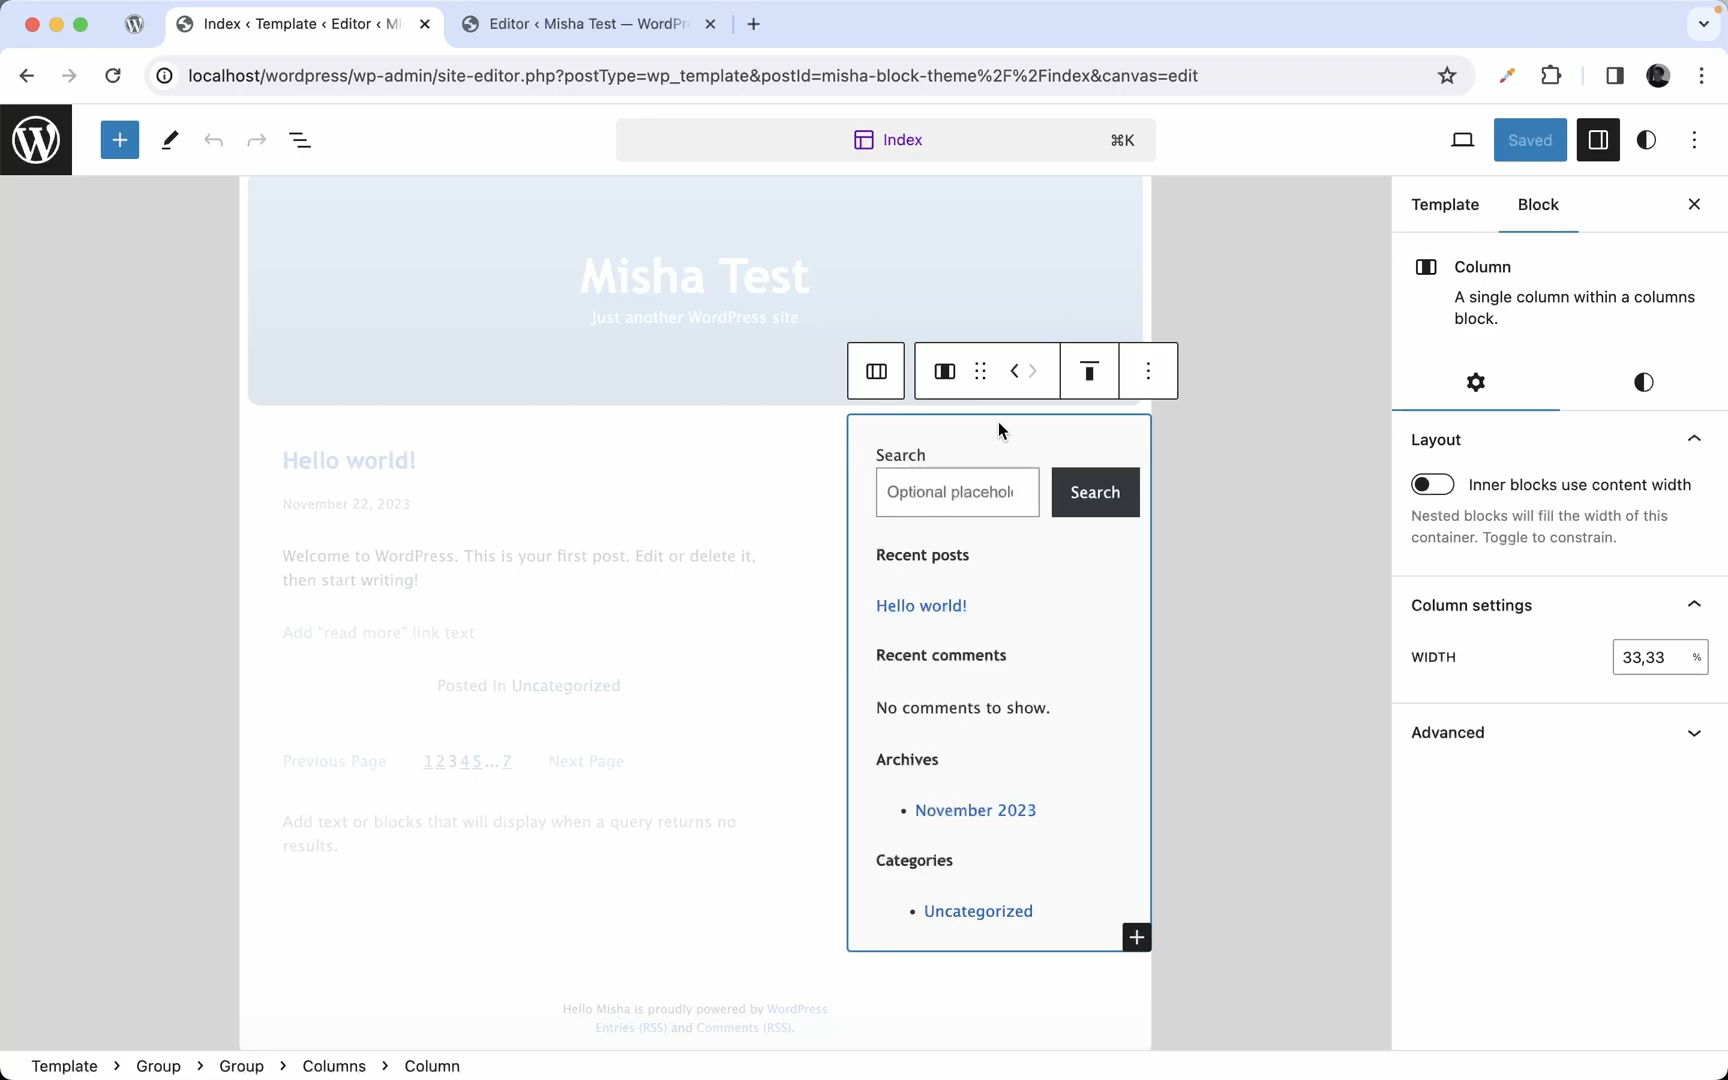 Index ‹ Template ‹ Editor ‹ Mi
Editor ‹ Misha Test — WordPr
localhost/wordpress/wp-admin/site-editor.php?postType=wp_template&postId=misha-block-theme%2F%2Findex&canvas=edit
Index
⌘K
Saved
Template
Block
Column
A single column within a columns
block.
Layout
Inner blocks use content width
Nested blocks will fill the width of this
container. Toggle to constrain.
Column settings
WIDTH
33,33
%
Advanced
Misha Test
Just another WordPress site
Hello world!
November 22, 2023
Welcome to WordPress. This is your first post. Edit or delete it,
then start writing!
Add "read more" link text
Posted in Uncategorized
Previous Page
1 2 3 4 5 ... 7
Next Page
Add text or blocks that will display when a query returns no
results.
Search
Optional placehol
Search
Recent posts
Hello world!
Recent comments
No comments to show.
Archives
• November 2023
Categories
• Uncategorized
Hello Misha is proudly powered by WordPress
Entries (RSS) and Comments (RSS).
Template › Group › Group › Columns › Column